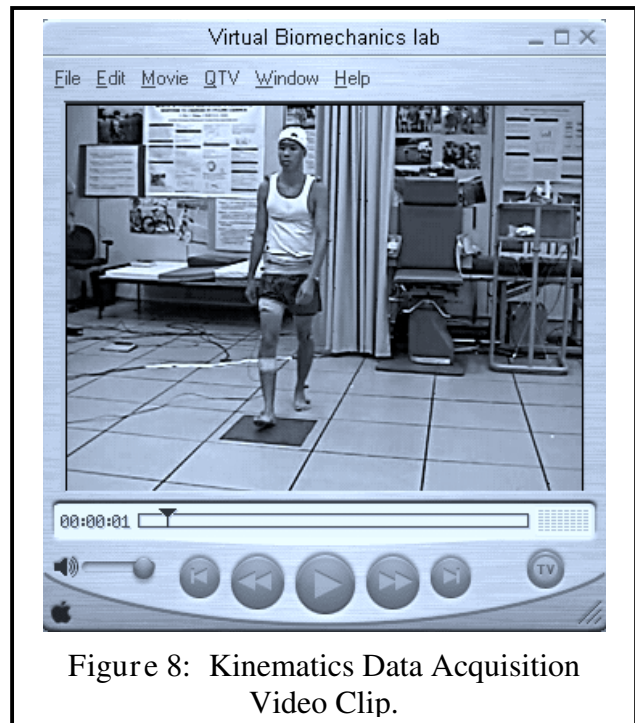 Virtual Biomechanics lab
File Edit Movie QTV Window Help
00:00:01
TV
Figure 8: Kinematics Data Acquisition
Video Clip.